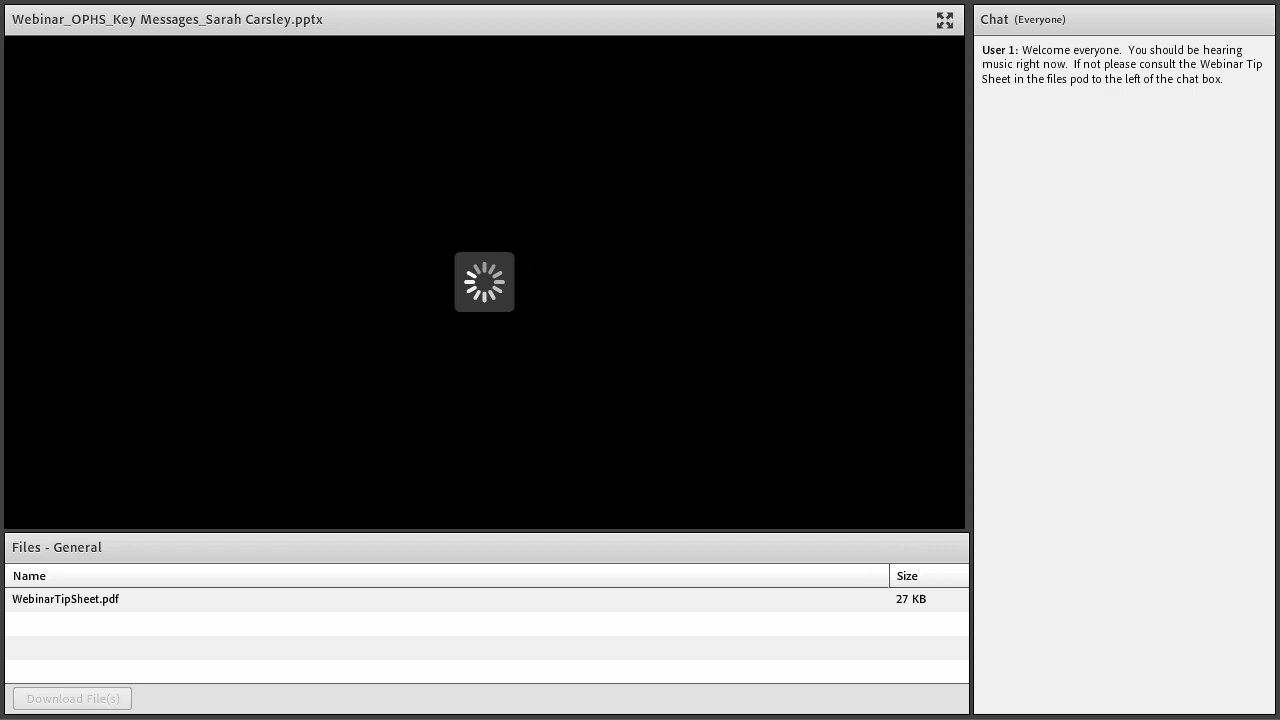 Webinar_OPHS_Key Messages_Sarah Carsley.pptx
Chat (Everyone)
User 1: Welcome everyone.  You should be hearing
music right now.  If not please consult the Webinar Tip
Sheet in the files pod to the left of the chat box.
Files - General
Name Size
WebinarTipSheet.pdf 27 KB
Download File(s)